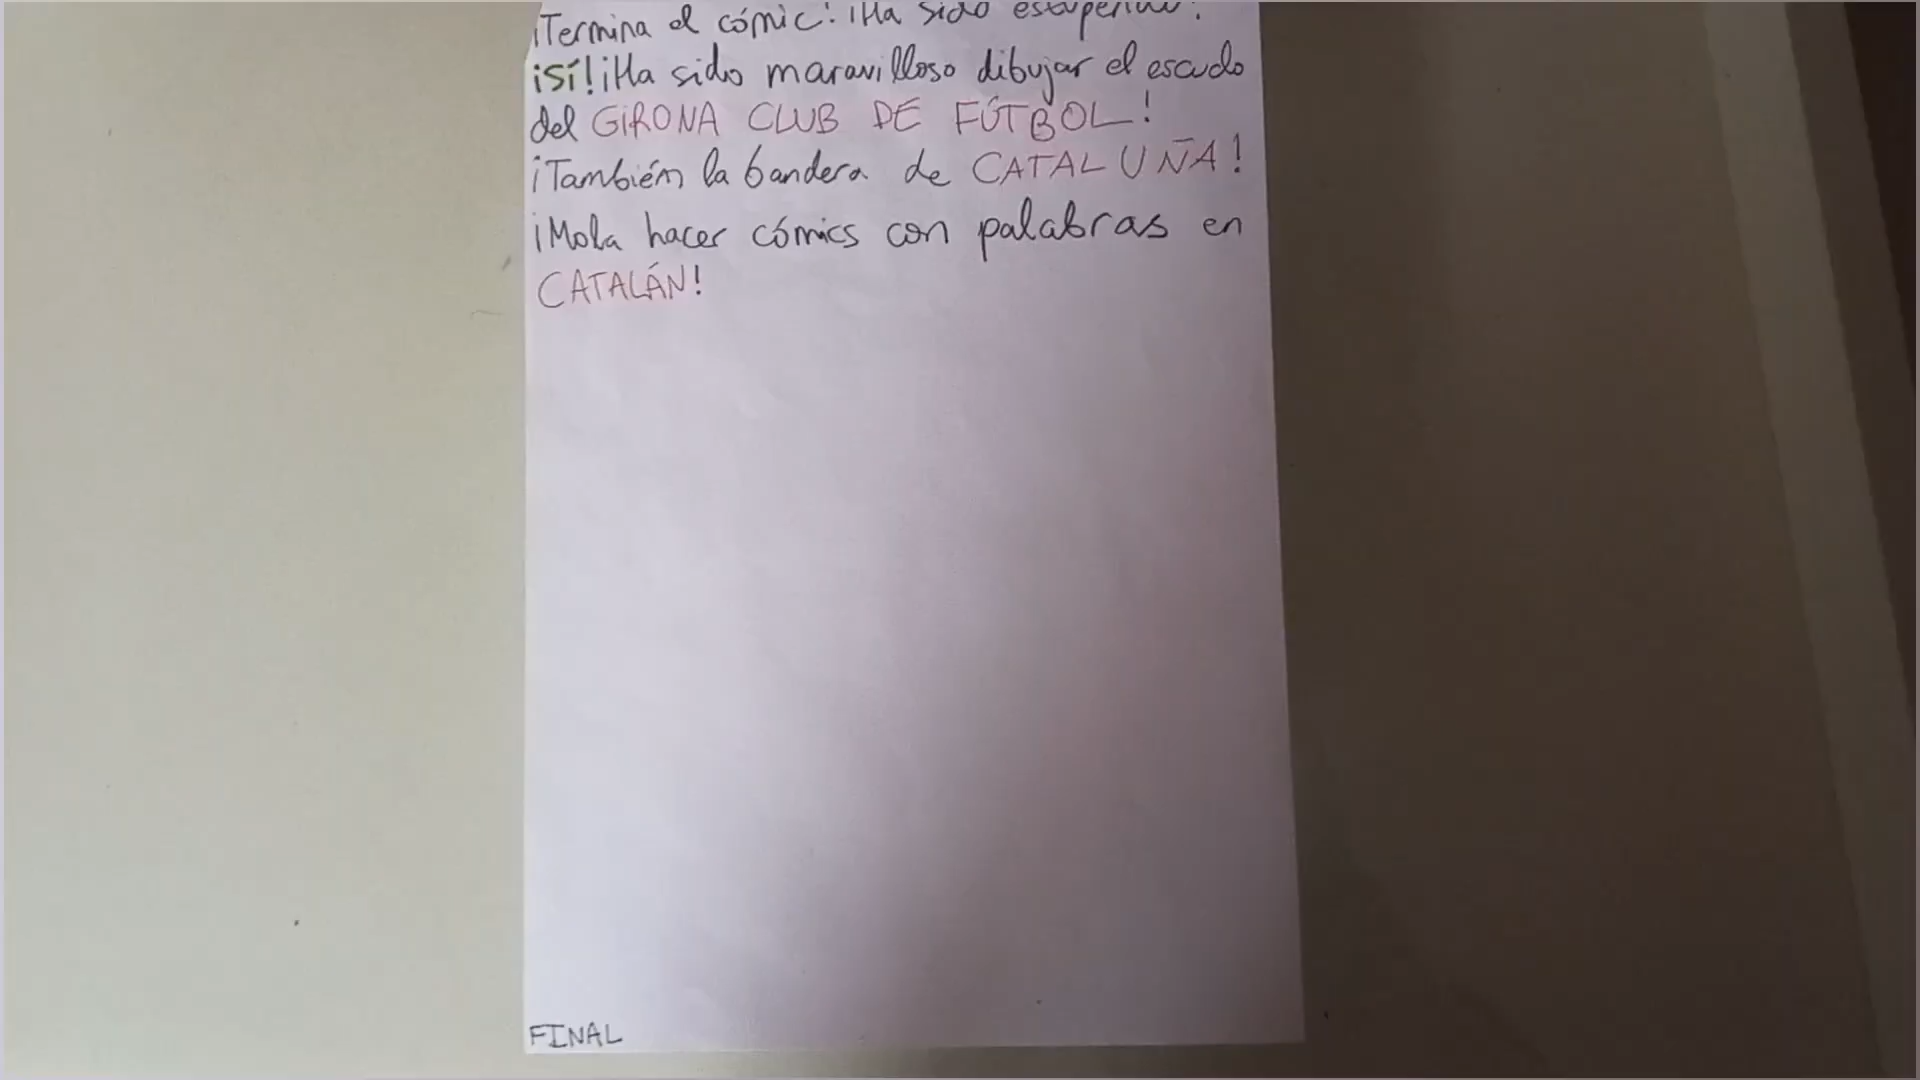 ¡Termina el cómic! ¡Ha sido estupendo!
¡SÍ! ¡Ha sido maravilloso dibujar el escudo
del GIRONA CLUB DE FÚTBOL!
¡También la bandera de CATALUÑA!
¡Mola hacer cómics con palabras en
CATALÁN!
FINAL